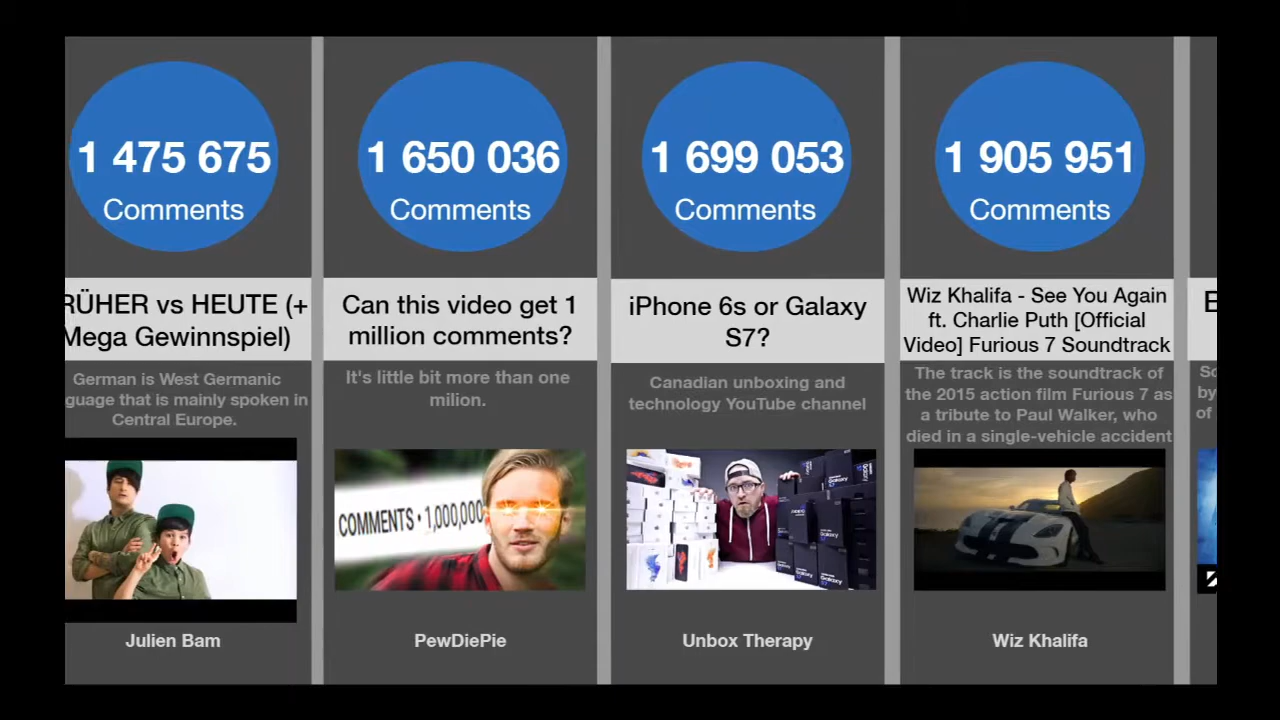 1 475 675
Comments
RÜHER vs HEUTE (+
Mega Gewinnspiel)
German is West Germanic
guage that is mainly spoken in
Central Europe.
Julien Bam
1 650 036
Comments
Can this video get 1
million comments?
It's little bit more than one
milion.
COMMENTS • 1,000,000
PewDiePie
1 699 053
Comments
iPhone 6s or Galaxy
S7?
Canadian unboxing and
technology YouTube channel
Unbox Therapy
1 905 951
Comments
Wiz Khalifa - See You Again
ft. Charlie Puth [Official
Video] Furious 7 Soundtrack
The track is the soundtrack of
the 2015 action film Furious 7 as
a tribute to Paul Walker, who
died in a single-vehicle accident
Wiz Khalifa
by
of